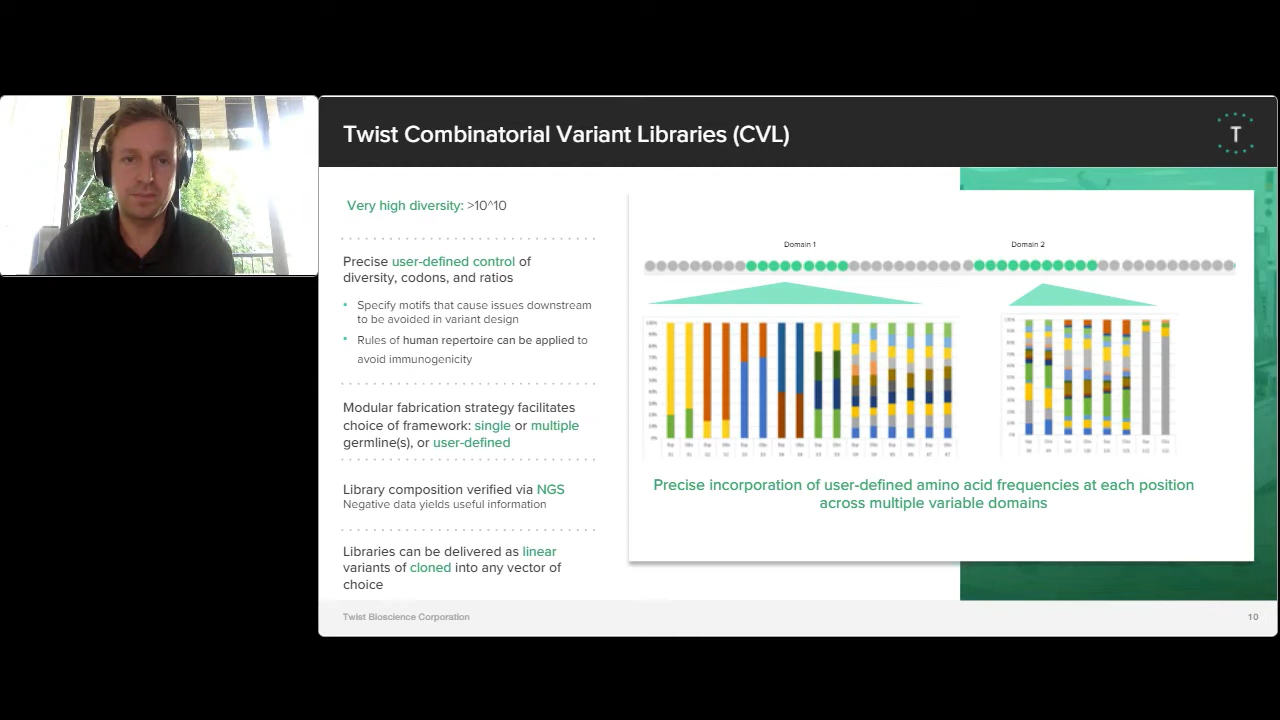 Twist Combinatorial Variant Libraries (CVL)
T
Very high diversity: >10^10
Precise user-defined control of
diversity, codons, and ratios
Specify motifs that cause issues downstream
to be avoided in variant design
Rules of human repertoire can be applied to
avoid immunogenicity
Modular fabrication strategy facilitates
choice of framework: single or multiple
germline(s), or user-defined
Library composition verified via NGS
Negative data yields useful information
Libraries can be delivered as linear
variants of cloned into any vector of
choice
Domain 1
Domain 2
Precise incorporation of user-defined amino acid frequencies at each position
across multiple variable domains
Twist Bioscience Corporation
10